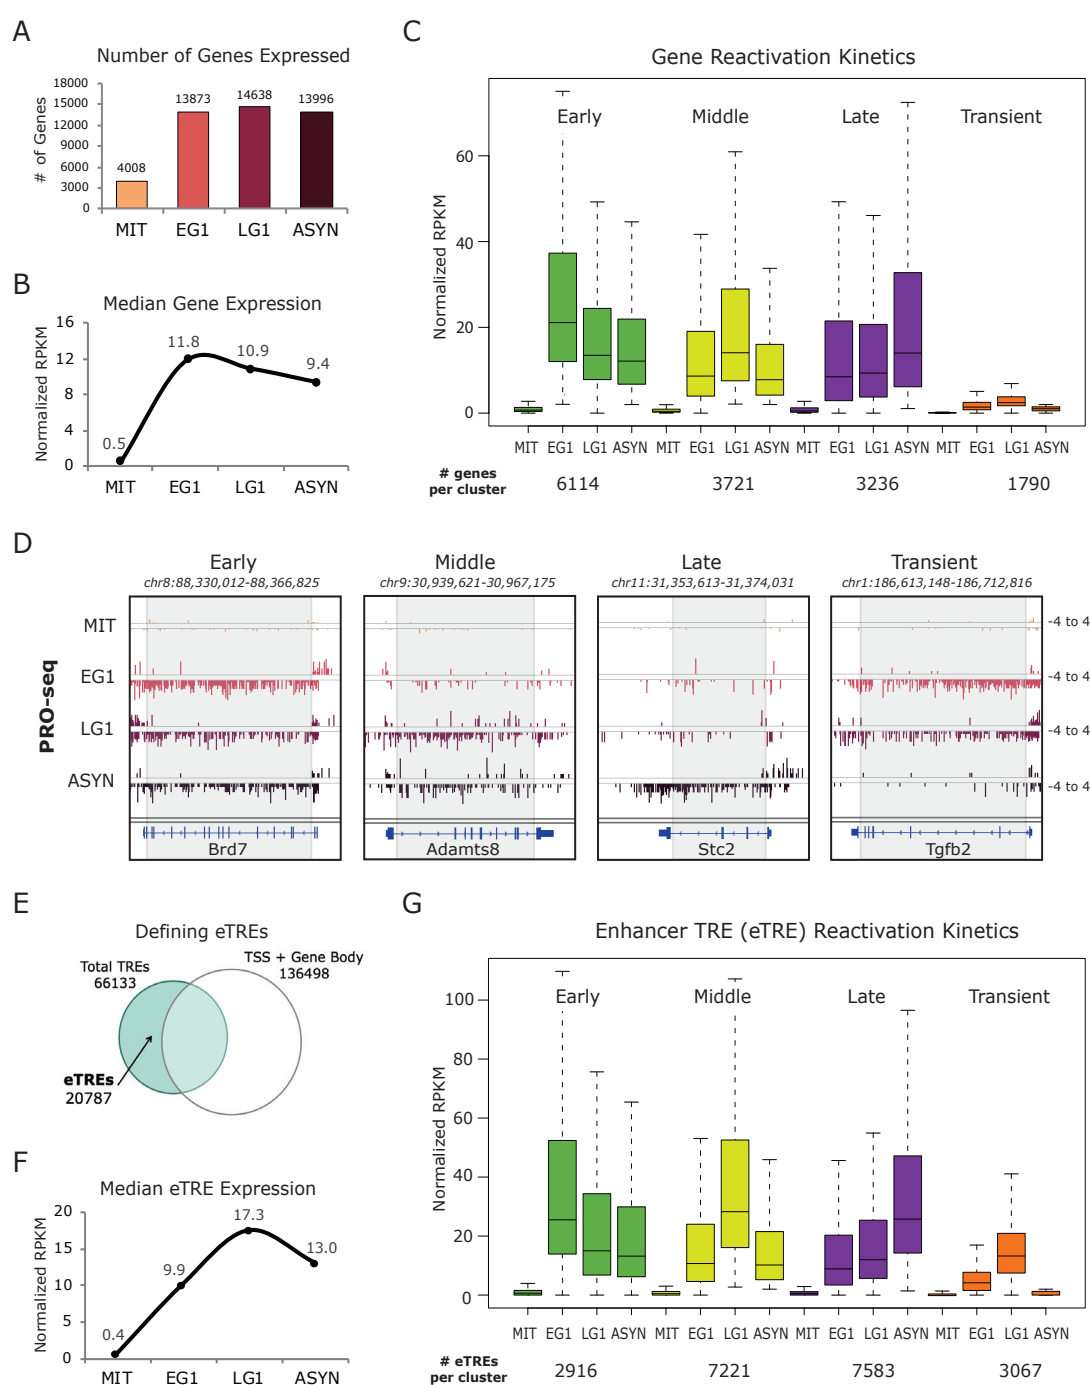 A
Number of Genes Expressed
# of Genes
18000
15000
12000
9000
6000
3000
0
4008
13873
14638
13996
MIT EG1 LG1 ASYN
B
Median Gene Expression
Normalized RPKM
16
12
8
4
0
0.5
11.8
10.9
9.4
MIT EG1 LG1 ASYN
C
Gene Reactivation Kinetics
Normalized RPKM
60
40
20
0
Early Middle Late Transient
MIT EG1 LG1 ASYN MIT EG1 LG1 ASYN MIT EG1 LG1 ASYN MIT EG1 LG1 ASYN
# genes
per cluster
6114 3721 3236 1790
D
Early Middle Late Transient
chr8:88,330,012-88,366,825 chr9:30,939,621-30,967,175 chr11:31,353,613-31,374,031 chr1:186,613,148-186,712,816
PRO-seq
MIT -4 to 4
EG1 -4 to 4
LG1 -4 to 4
ASYN -4 to 4
Brd7 Adamts8 Stc2 Tgfb2
E
Defining eTREs
Total TREs
66133
TSS + Gene Body
136498
eTREs
20787
F
Median eTRE Expression
Normalized RPKM
20
15
10
5
0
0.4
9.9
17.3
13.0
MIT EG1 LG1 ASYN
G
Enhancer TRE (eTRE) Reactivation Kinetics
Normalized RPKM
100
80
60
40
20
0
Early Middle Late Transient
MIT EG1 LG1 ASYN MIT EG1 LG1 ASYN MIT EG1 LG1 ASYN MIT EG1 LG1 ASYN
# eTREs
per cluster
2916 7221 7583 3067